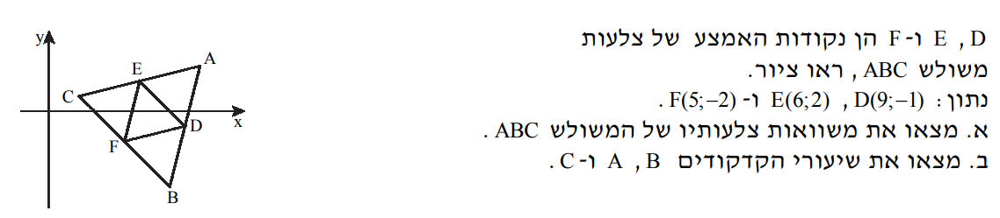 D, E ו-F הן נקודות האמצע של צלעות
משולש ABC, ראו ציור.
נתון: D(9;−1), E(6;2) ו- F(5;−2).
א. מצאו את משוואות צלעותיו של המשולש ABC.
ב. מצאו את שיעורי הקדקודים A, B ו-C.
y
A
E
C
x
D
F
B